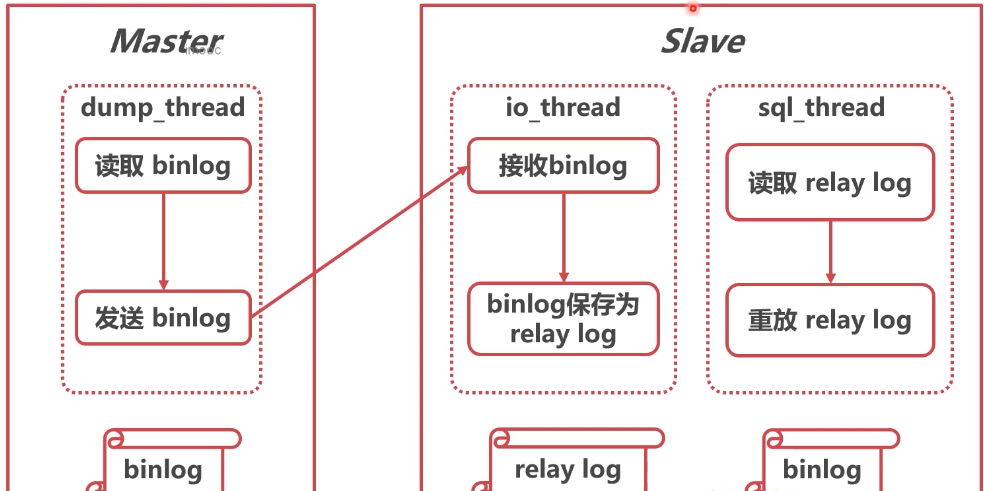 Master
imooc
dump_thread
读取 binlog
发送 binlog
binlog
Slave
io_thread
接收binlog
binlog保存为
relay log
relay log
sql_thread
读取 relay log
重放 relay log
binlog